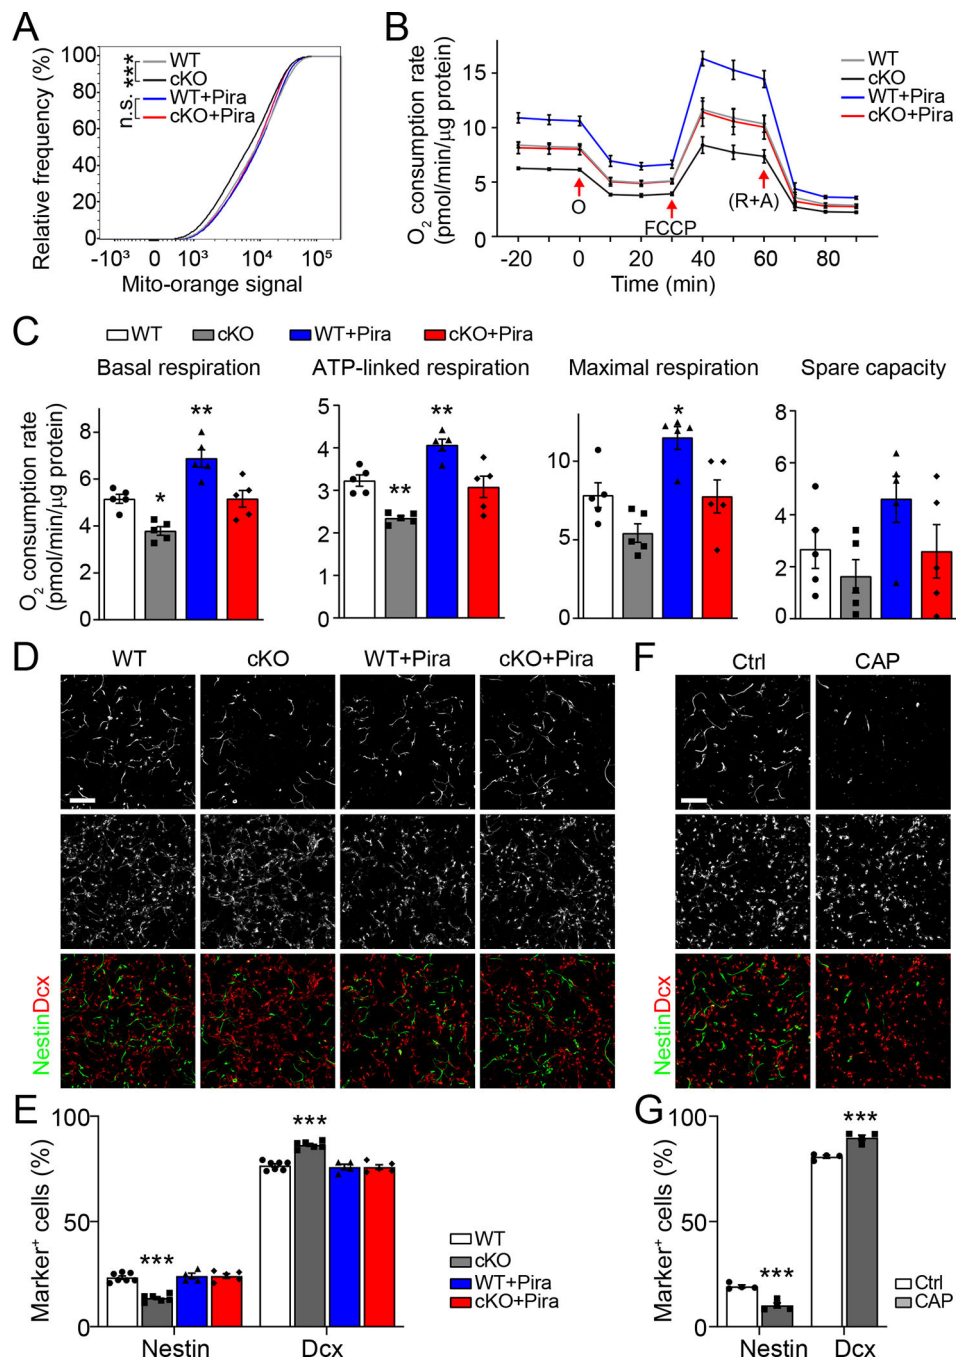 A
Relative frequency (%)
100
80
60
40
20
0
-10³ 0 10³ 10⁴ 10⁵
Mito-orange signal
***
n.s.
WT
cKO
WT+Pira
cKO+Pira
B
O₂ consumption rate
(pmol/min/µg protein)
15
10
5
0
-20 0 20 40 60 80
Time (min)
O
FCCP
(R+A)
WT
cKO
WT+Pira
cKO+Pira
C
WT cKO WT+Pira cKO+Pira
Basal respiration
ATP-linked respiration
Maximal respiration
Spare capacity
O₂ consumption rate
(pmol/min/µg protein)
8
6
4
2
0
*
**
5
4
3
2
1
0
**
**
10
5
0
*
8
6
4
2
0
D
WT cKO WT+Pira cKO+Pira
NestinDcx
F
Ctrl CAP
NestinDcx
E
Marker⁺ cells (%)
100
50
0
***
***
Nestin Dcx
WT
cKO
WT+Pira
cKO+Pira
G
Marker⁺ cells (%)
100
50
0
***
***
Nestin Dcx
Ctrl
CAP